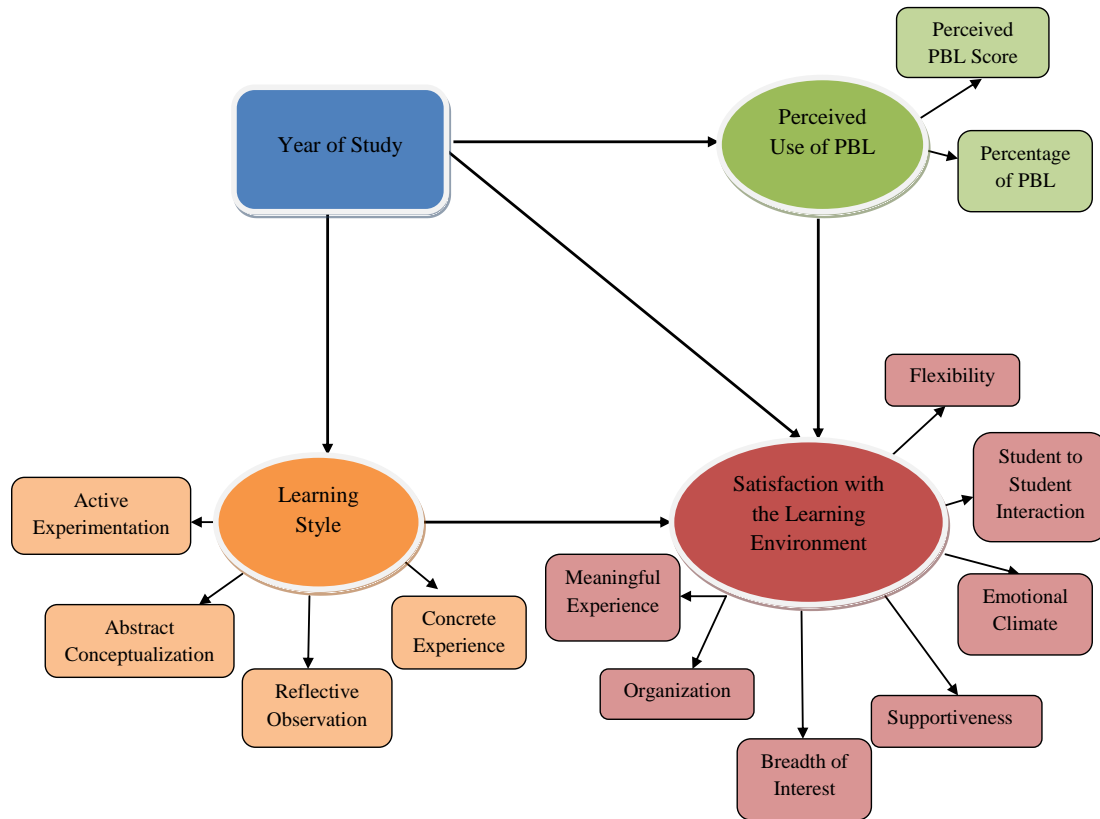 Perceived
PBL Score
Year of Study
Perceived
Use of PBL
Percentage
of PBL
Flexibility
Learning
Style
Satisfaction with
the Learning
Environment
Student to
Student
Interaction
Active
Experimentation
Abstract
Conceptualization
Reflective
Observation
Concrete
Experience
Meaningful
Experience
Organization
Breadth of
Interest
Supportiveness
Emotional
Climate